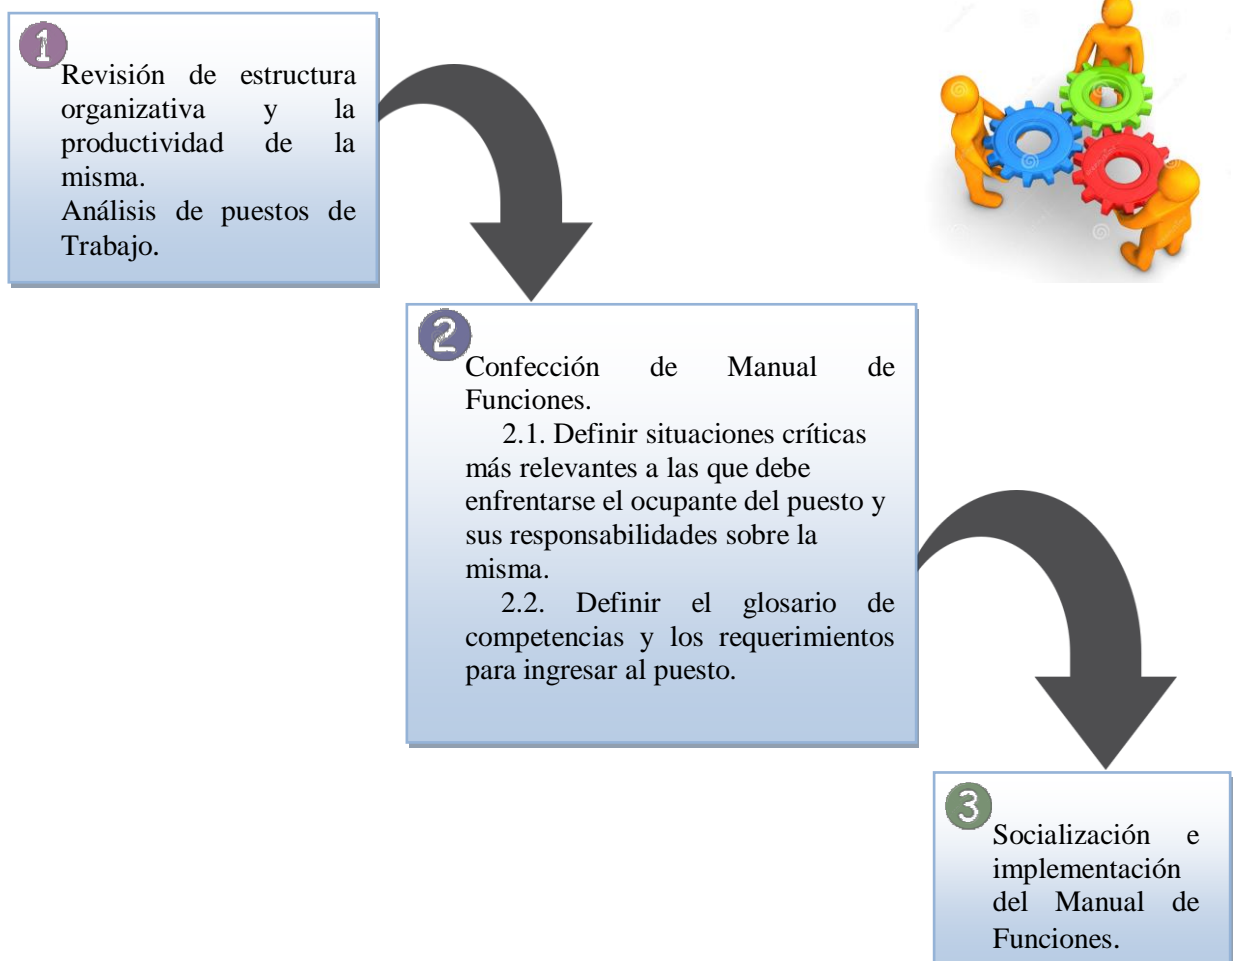 1
Revisión de estructura
organizativa y la
productividad de la
misma.
Análisis de puestos de
Trabajo.
2
Confección de Manual de
Funciones.
2.1. Definir situaciones críticas
más relevantes a las que debe
enfrentarse el ocupante del puesto y
sus responsabilidades sobre la
misma.
2.2. Definir el glosario de
competencias y los requerimientos
para ingresar al puesto.
3
Socialización e
implementación
del Manual de
Funciones.